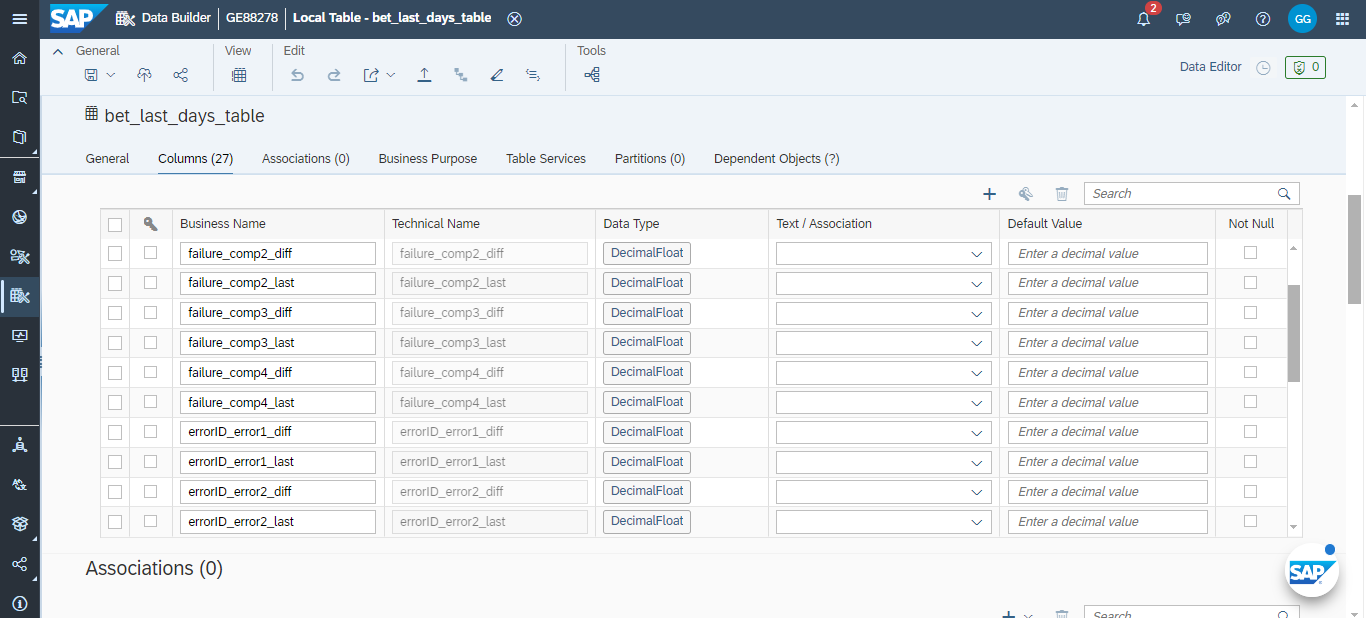 SAP Data Builder GE88278 Local Table - bet_last_days_table 2 GG
General View Edit Tools
Data Editor 0
bet_last_days_table
General Columns (27) Associations (0) Business Purpose Table Services Partitions (0) Dependent Objects (?)
Search
Business Name Technical Name Data Type Text / Association Default Value Not Null
failure_comp2_diff failure_comp2_diff DecimalFloat Enter a decimal value
failure_comp2_last failure_comp2_last DecimalFloat Enter a decimal value
failure_comp3_diff failure_comp3_diff DecimalFloat Enter a decimal value
failure_comp3_last failure_comp3_last DecimalFloat Enter a decimal value
failure_comp4_diff failure_comp4_diff DecimalFloat Enter a decimal value
failure_comp4_last failure_comp4_last DecimalFloat Enter a decimal value
errorID_error1_diff errorID_error1_diff DecimalFloat Enter a decimal value
errorID_error1_last errorID_error1_last DecimalFloat Enter a decimal value
errorID_error2_diff errorID_error2_diff DecimalFloat Enter a decimal value
errorID_error2_last errorID_error2_last DecimalFloat Enter a decimal value
Associations (0)
SAP
Search